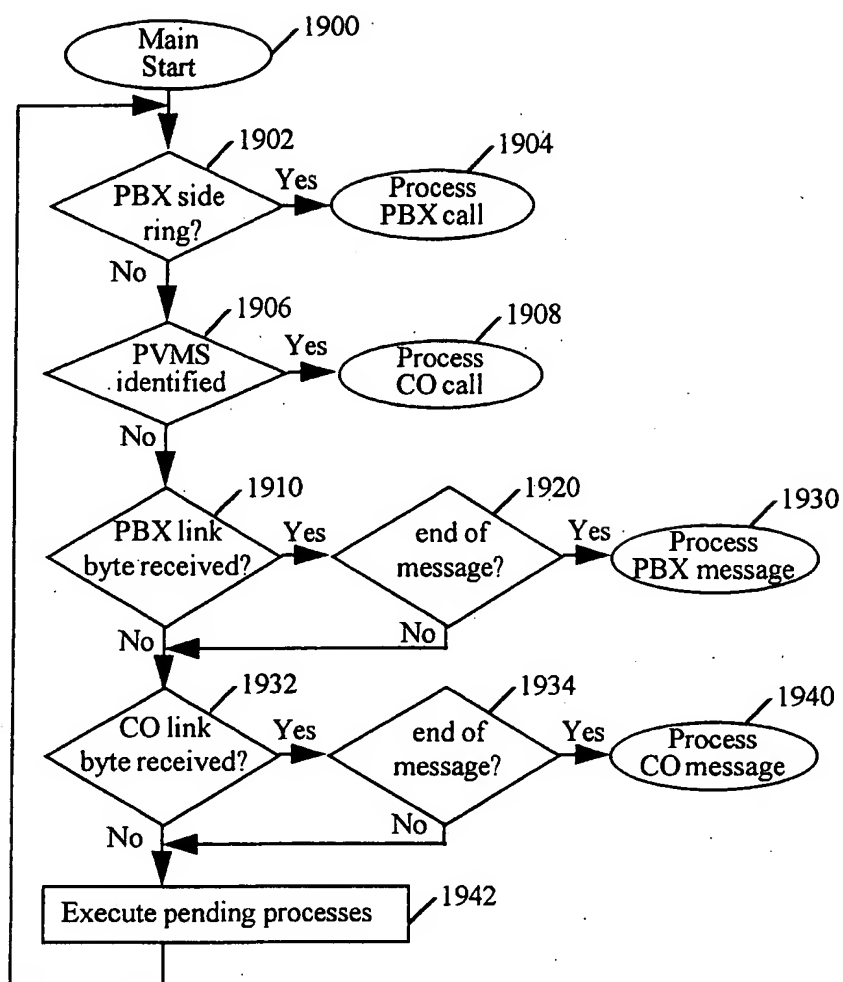 Main
Start
1900
1902
PBX side
ring?
Yes
1904
Process
PBX call
No
1906
PVMS
identified
Yes
1908
Process
CO call
No
1910
PBX link
byte received?
Yes
1920
end of
message?
Yes
1930
Process
PBX message
No
No
1932
CO link
byte received?
Yes
1934
end of
message?
Yes
1940
Process
CO message
No
No
Execute pending processes
1942